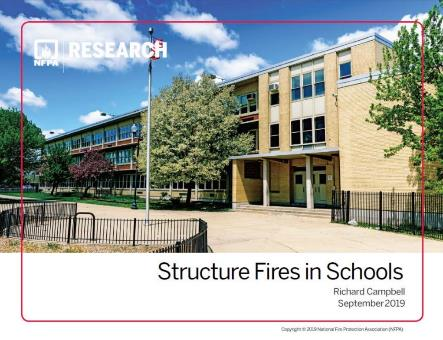 NFPA
RESEARCH
Structure Fires in Schools
Richard Campbell
September 2019
Copyright © 2019 National Fire Protection Association (NFPA)